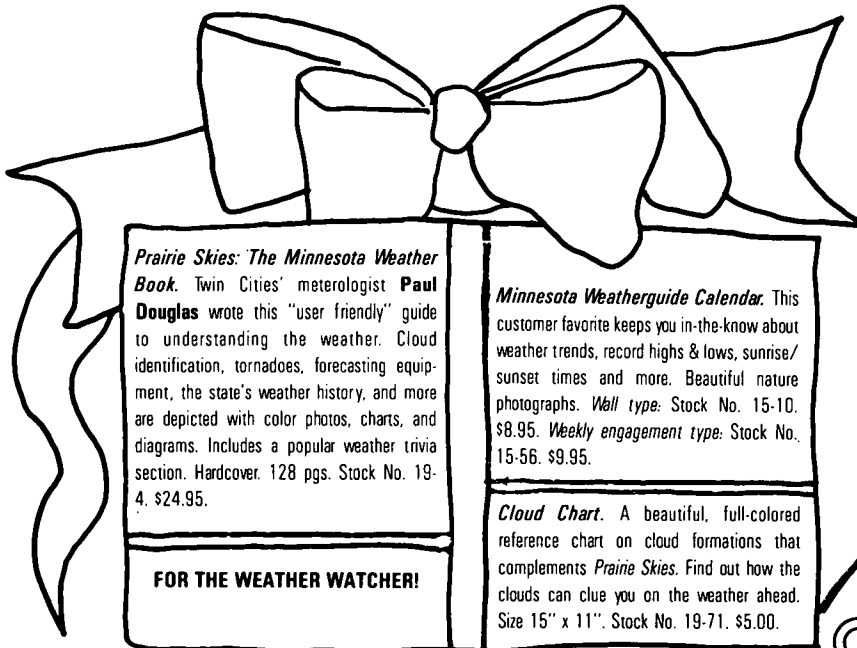 Prairie Skies: The Minnesota Weather
Book. Twin Cities' meterologist Paul
Douglas wrote this "user friendly" guide
to understanding the weather. Cloud
identification, tornadoes, forecasting equip-
ment, the state's weather history, and more
are depicted with color photos, charts, and
diagrams. Includes a popular weather trivia
section. Hardcover. 128 pgs. Stock No. 19-
4. $24.95.
FOR THE WEATHER WATCHER!
Minnesota Weatherguide Calendar. This
customer favorite keeps you in-the-know about
weather trends, record highs & lows, sunrise/
sunset times and more. Beautiful nature
photographs. Wall type: Stock No. 15-10.
$8.95. Weekly engagement type: Stock No.
15-56. $9.95.
Cloud Chart. A beautiful, full-colored
reference chart on cloud formations that
complements Prairie Skies. Find out how the
clouds can clue you on the weather ahead.
Size 15" x 11". Stock No. 19-71. $5.00.